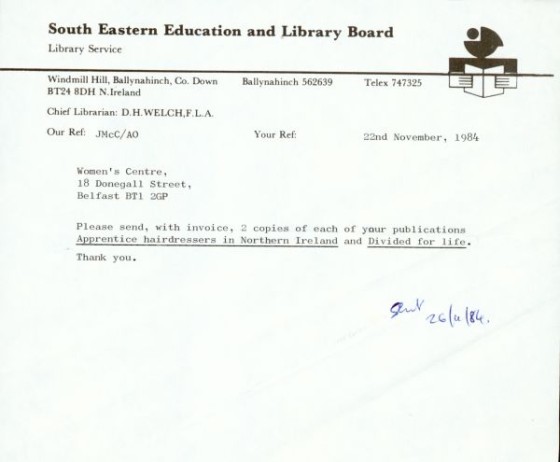 South Eastern Education and Library Board
Library Service
Windmill Hill, Ballynahinch, Co. Down Ballynahinch 562639 Telex 747325
BT24 8DH N.Ireland
Chief Librarian: D.H.WELCH,F.L.A.
Our Ref: JMcC/AO Your Ref: 22nd November, 1984
Women's Centre,
18 Donegall Street,
Belfast BT1 2GP
Please send, with invoice, 2 copies of each of your publications
Apprentice hairdressers in Northern Ireland and Divided for life.
Thank you.
sent 26/11/84.